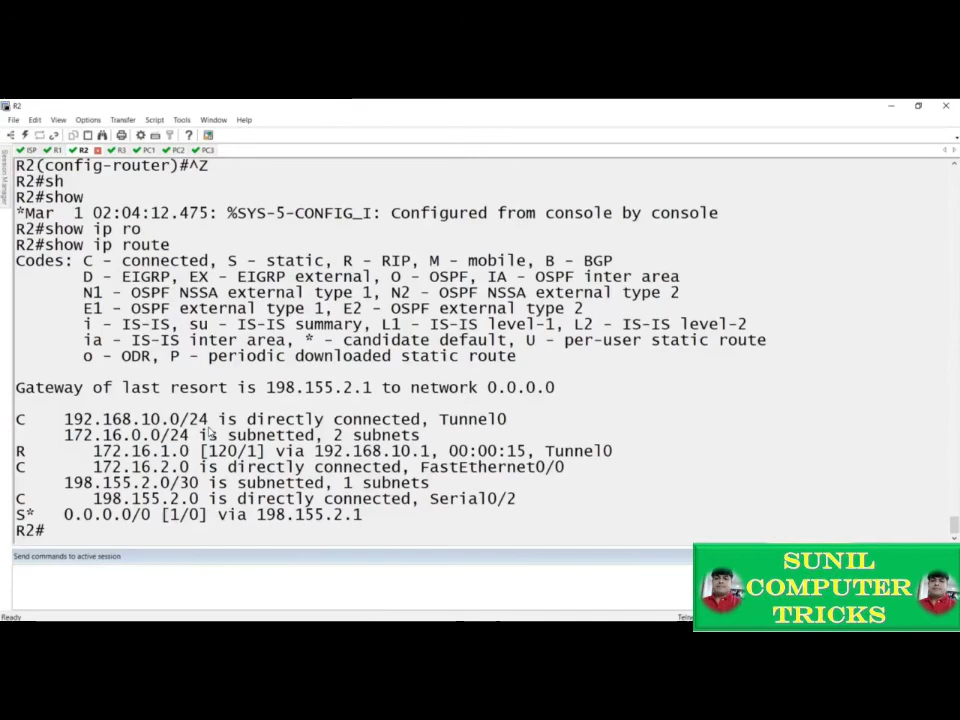 R2
File Edit View Options Transfer Script Tools Window Help
ISP R1 R2 R3 PC1 PC2 PC3
Session Manager
R2(config-router)#^Z
R2#sh
R2#show
*Mar  1 02:04:12.475: %SYS-5-CONFIG_I: Configured from console by console
R2#show ip ro
R2#show ip route
Codes: C - connected, S - static, R - RIP, M - mobile, B - BGP
       D - EIGRP, EX - EIGRP external, O - OSPF, IA - OSPF inter area
       N1 - OSPF NSSA external type 1, N2 - OSPF NSSA external type 2
       E1 - OSPF external type 1, E2 - OSPF external type 2
       i - IS-IS, su - IS-IS summary, L1 - IS-IS level-1, L2 - IS-IS level-2
       ia - IS-IS inter area, * - candidate default, U - per-user static route
       o - ODR, P - periodic downloaded static route
Gateway of last resort is 198.155.2.1 to network 0.0.0.0
C    192.168.10.0/24 is directly connected, Tunnel0
     172.16.0.0/24 is subnetted, 2 subnets
R       172.16.1.0 [120/1] via 192.168.10.1, 00:00:15, Tunnel0
C       172.16.2.0 is directly connected, FastEthernet0/0
     198.155.2.0/30 is subnetted, 1 subnets
C       198.155.2.0 is directly connected, Serial0/2
S*   0.0.0.0/0 [1/0] via 198.155.2.1
R2#
Send commands to active session
Ready
SUNIL
COMPUTER
TRICKS